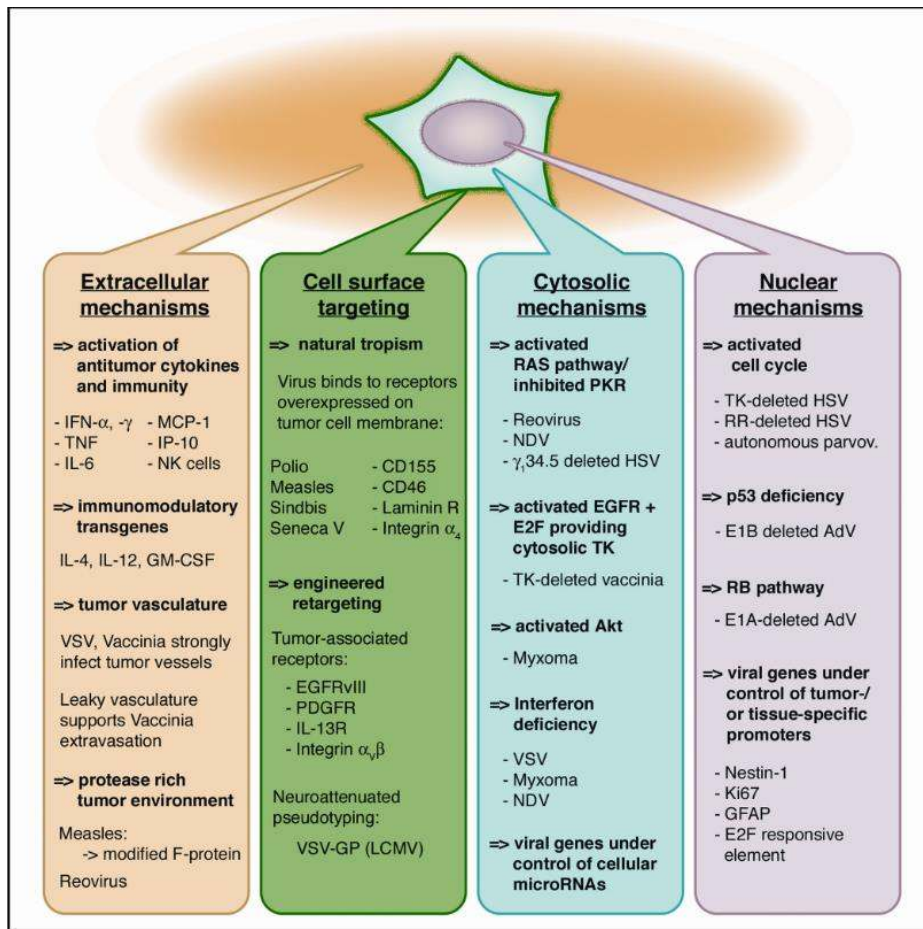 Extracellular
mechanisms
=> activation of
antitumor cytokines
and immunity
- IFN-α, -γ - MCP-1
- TNF - IP-10
- IL-6 - NK cells
=> immunomodulatory
transgenes
IL-4, IL-12, GM-CSF
=> tumor vasculature
VSV, Vaccinia strongly
infect tumor vessels
Leaky vasculature
supports Vaccinia
extravasation
=> protease rich
tumor environment
Measles:
-> modified F-protein
Reovirus
Cell surface
targeting
=> natural tropism
Virus binds to receptors
overexpressed on
tumor cell membrane:
Polio - CD155
Measles - CD46
Sindbis - Laminin R
Seneca V - Integrin α₄
=> engineered
retargeting
Tumor-associated
receptors:
- EGFRvIII
- PDGFR
- IL-13R
- Integrin αᵥβ
Neuroattenuated
pseudotyping:
VSV-GP (LCMV)
Cytosolic
mechanisms
=> activated
RAS pathway/
inhibited PKR
- Reovirus
- NDV
- γ₁34.5 deleted HSV
=> activated EGFR +
E2F providing
cytosolic TK
- TK-deleted vaccinia
=> activated Akt
- Myxoma
=> Interferon
deficiency
- VSV
- Myxoma
- NDV
=> viral genes under
control of cellular
microRNAs
Nuclear
mechanisms
=> activated
cell cycle
- TK-deleted HSV
- RR-deleted HSV
- autonomous parvov.
=> p53 deficiency
- E1B deleted AdV
=> RB pathway
- E1A-deleted AdV
=> viral genes under
control of tumor-/
or tissue-specific
promoters
- Nestin-1
- Ki67
- GFAP
- E2F responsive
element